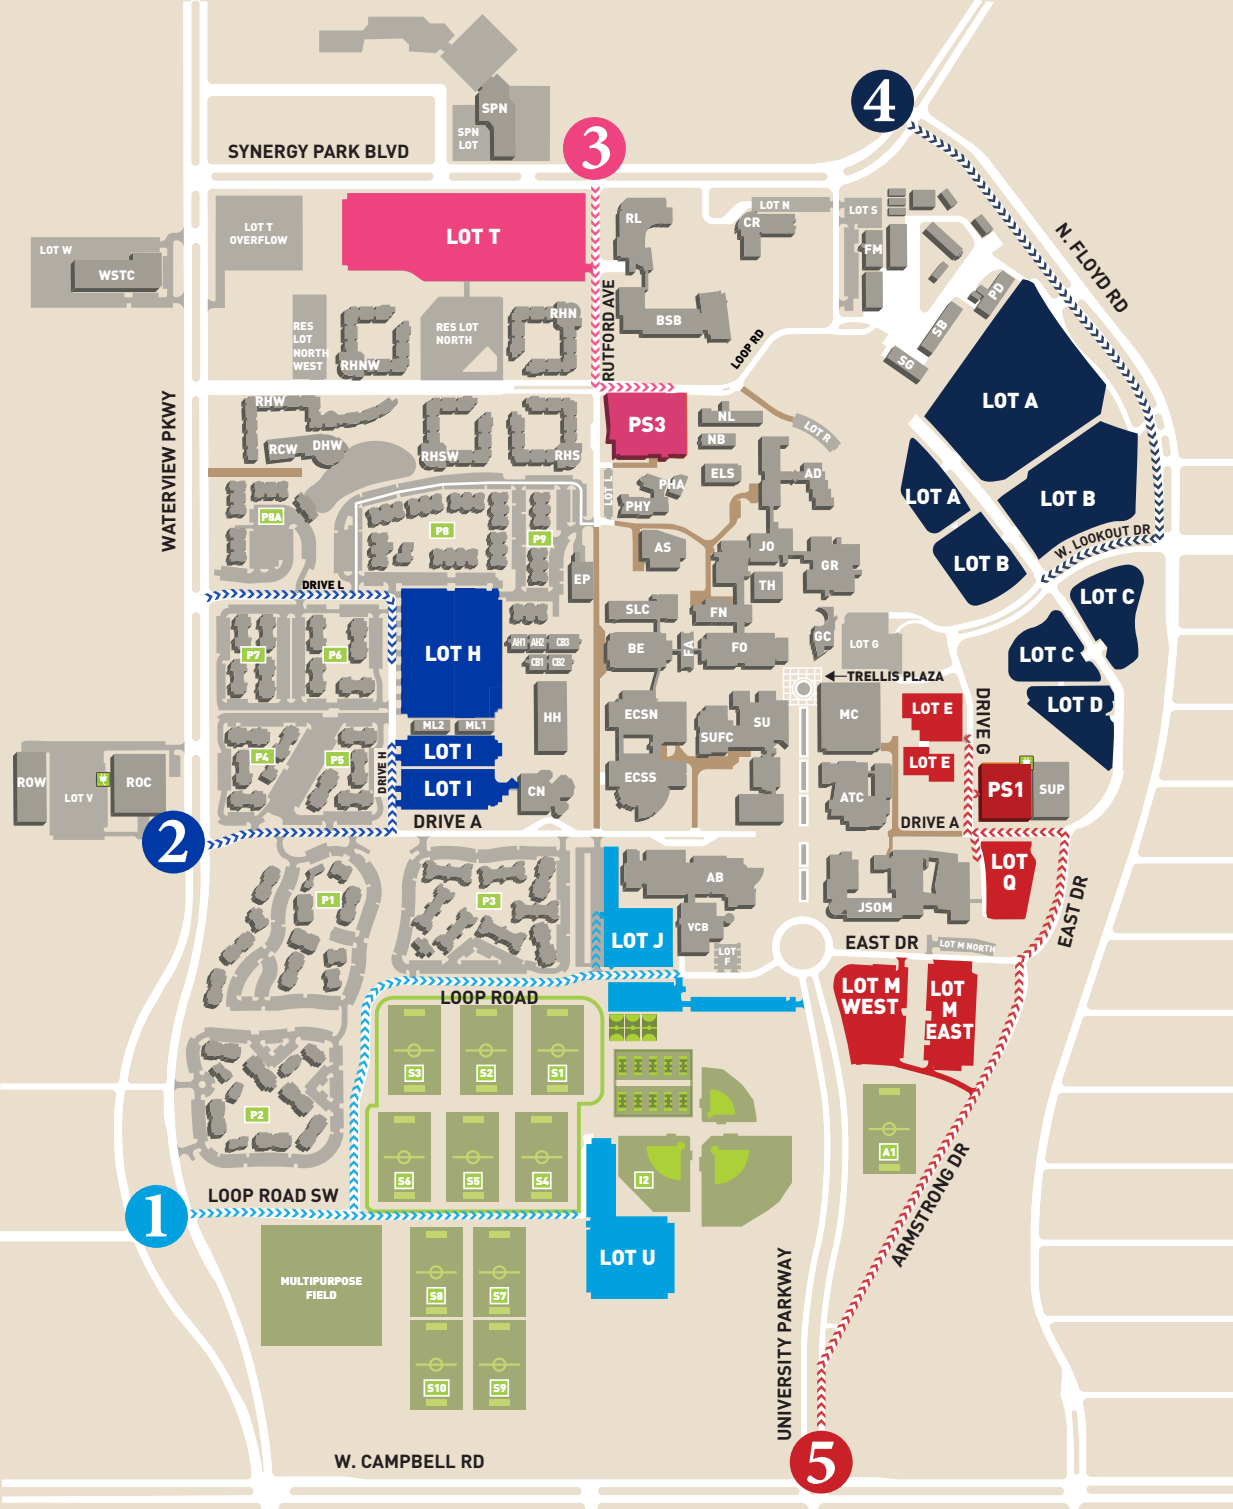 SPN
SPN
LOT
SYNERGY PARK BLVD
3
4
LOT T
OVERFLOW
LOT T
RL
LOT N
CR
LOT S
FM
LOT W
WSTC
N. FLOYD RD
RES
LOT
NORTH
WEST
RHNW
RES LOT
NORTH
RHN
RUTFORD AVE
BSB
LOOP RD
PD
SB
SG
WATERVIEW PKWY
RHW
RCW
DHW
RHSW
RHS
PS3
NL
NB
LOT R
LOT A
LOT L
PHA
PHY
ELS
AD
LOT A
LOT B
P8A
P8
P9
AS
JO
GR
TH
LOT B
W. LOOKOUT DR
EP
DRIVE L
SLC
FN
GC
LOT G
LOT C
LOT C
P7
P6
LOT H
AH1
AH2
CB3
CB1
CB2
BE
FA
FO
TRELLIS PLAZA
LOT D
HH
ECSN
SUFC
SU
MC
LOT E
DRIVE G
ML2
ML1
P4
P5
DRIVE H
LOT I
LOT I
CN
ECSS
ATC
LOT E
PS1
SUP
ROW
LOT V
ROC
2
DRIVE A
DRIVE A
P1
P3
AB
VCB
LOT
F
LOT J
JSOM
LOT
Q
EAST DR
EAST DR
LOT M NORTH
LOOP ROAD
LOT M
WEST
LOT
M
EAST
S3
S2
S1
P2
S6
S5
S4
I2
A1
ARMSTRONG DR
1
LOOP ROAD SW
LOT U
MULTIPURPOSE
FIELD
S8
S7
S10
S9
UNIVERSITY PARKWAY
W. CAMPBELL RD
5